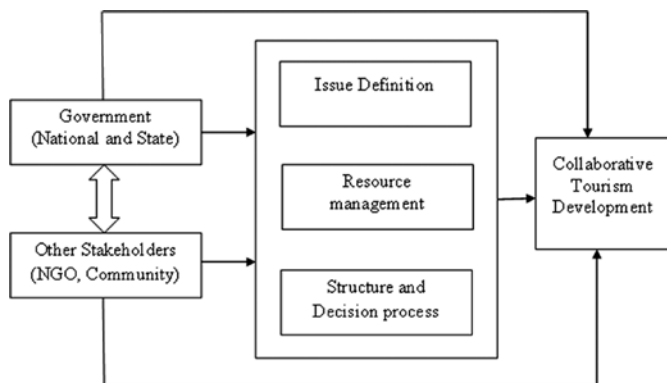 Government
(National and State)
Other Stakeholders
(NGO, Community)
Issue Definition
Resource
management
Structure and
Decision process
Collaborative
Tourism
Development